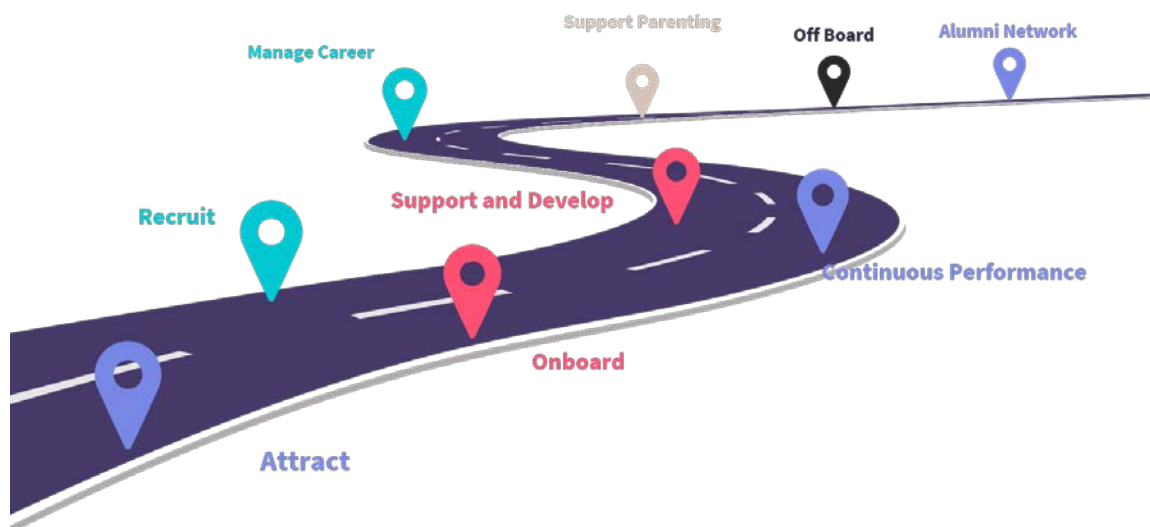 Support Parenting
Off Board
Alumni Network
Manage Career
Support and Develop
Recruit
Continuous Performance
Onboard
Attract